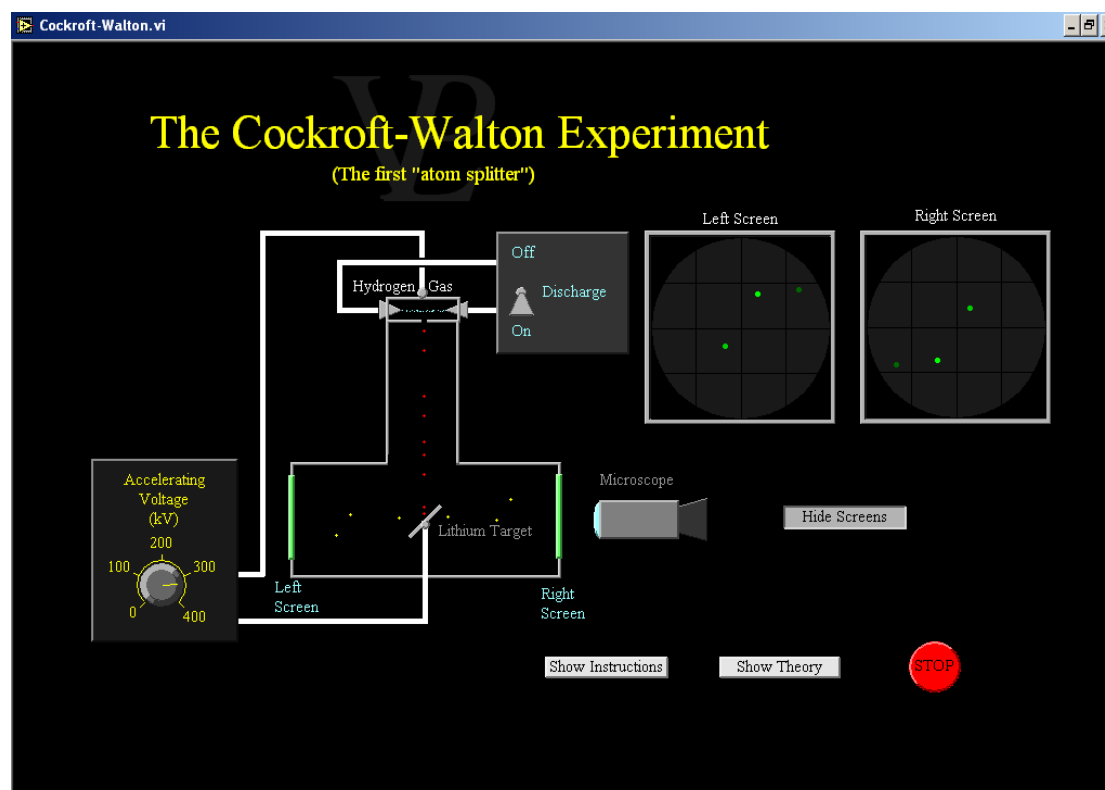 Cockroft-Walton.vi
VPL
The Cockroft-Walton Experiment
(The first "atom splitter")
Left Screen
Right Screen
Off
Hydrogen Gas
Discharge
On
Accelerating
Voltage
(kV)
200
100
300
0
400
Microscope
Hide Screens
Lithium Target
Left
Screen
Right
Screen
Show Instructions
Show Theory
STOP